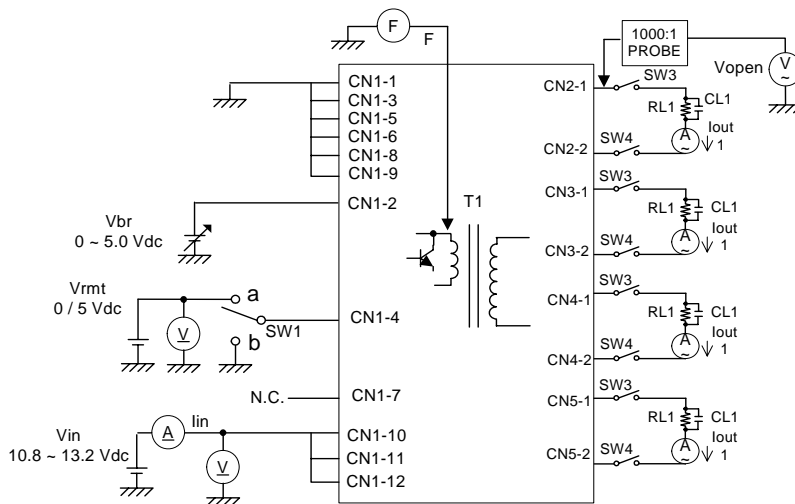 F
F
1000:1
PROBE
Vopen
V
~
CN1-1
CN1-3
CN1-5
CN1-6
CN1-8
CN1-9
CN1-2
Vbr
0 ~ 5.0 Vdc
Vrmt
0 / 5 Vdc
V
a
b
SW1
CN1-4
N.C.
CN1-7
Vin
10.8 ~ 13.2 Vdc
A
Iin
V
CN1-10
CN1-11
CN1-12
T1
CN2-1
SW3
RL1
CL1
A
~
Iout
1
CN2-2
SW4
CN3-1
SW3
RL1
CL1
A
~
Iout
1
CN3-2
SW4
CN4-1
SW3
RL1
CL1
A
~
Iout
1
CN4-2
SW4
CN5-1
SW3
RL1
CL1
A
~
Iout
1
CN5-2
SW4